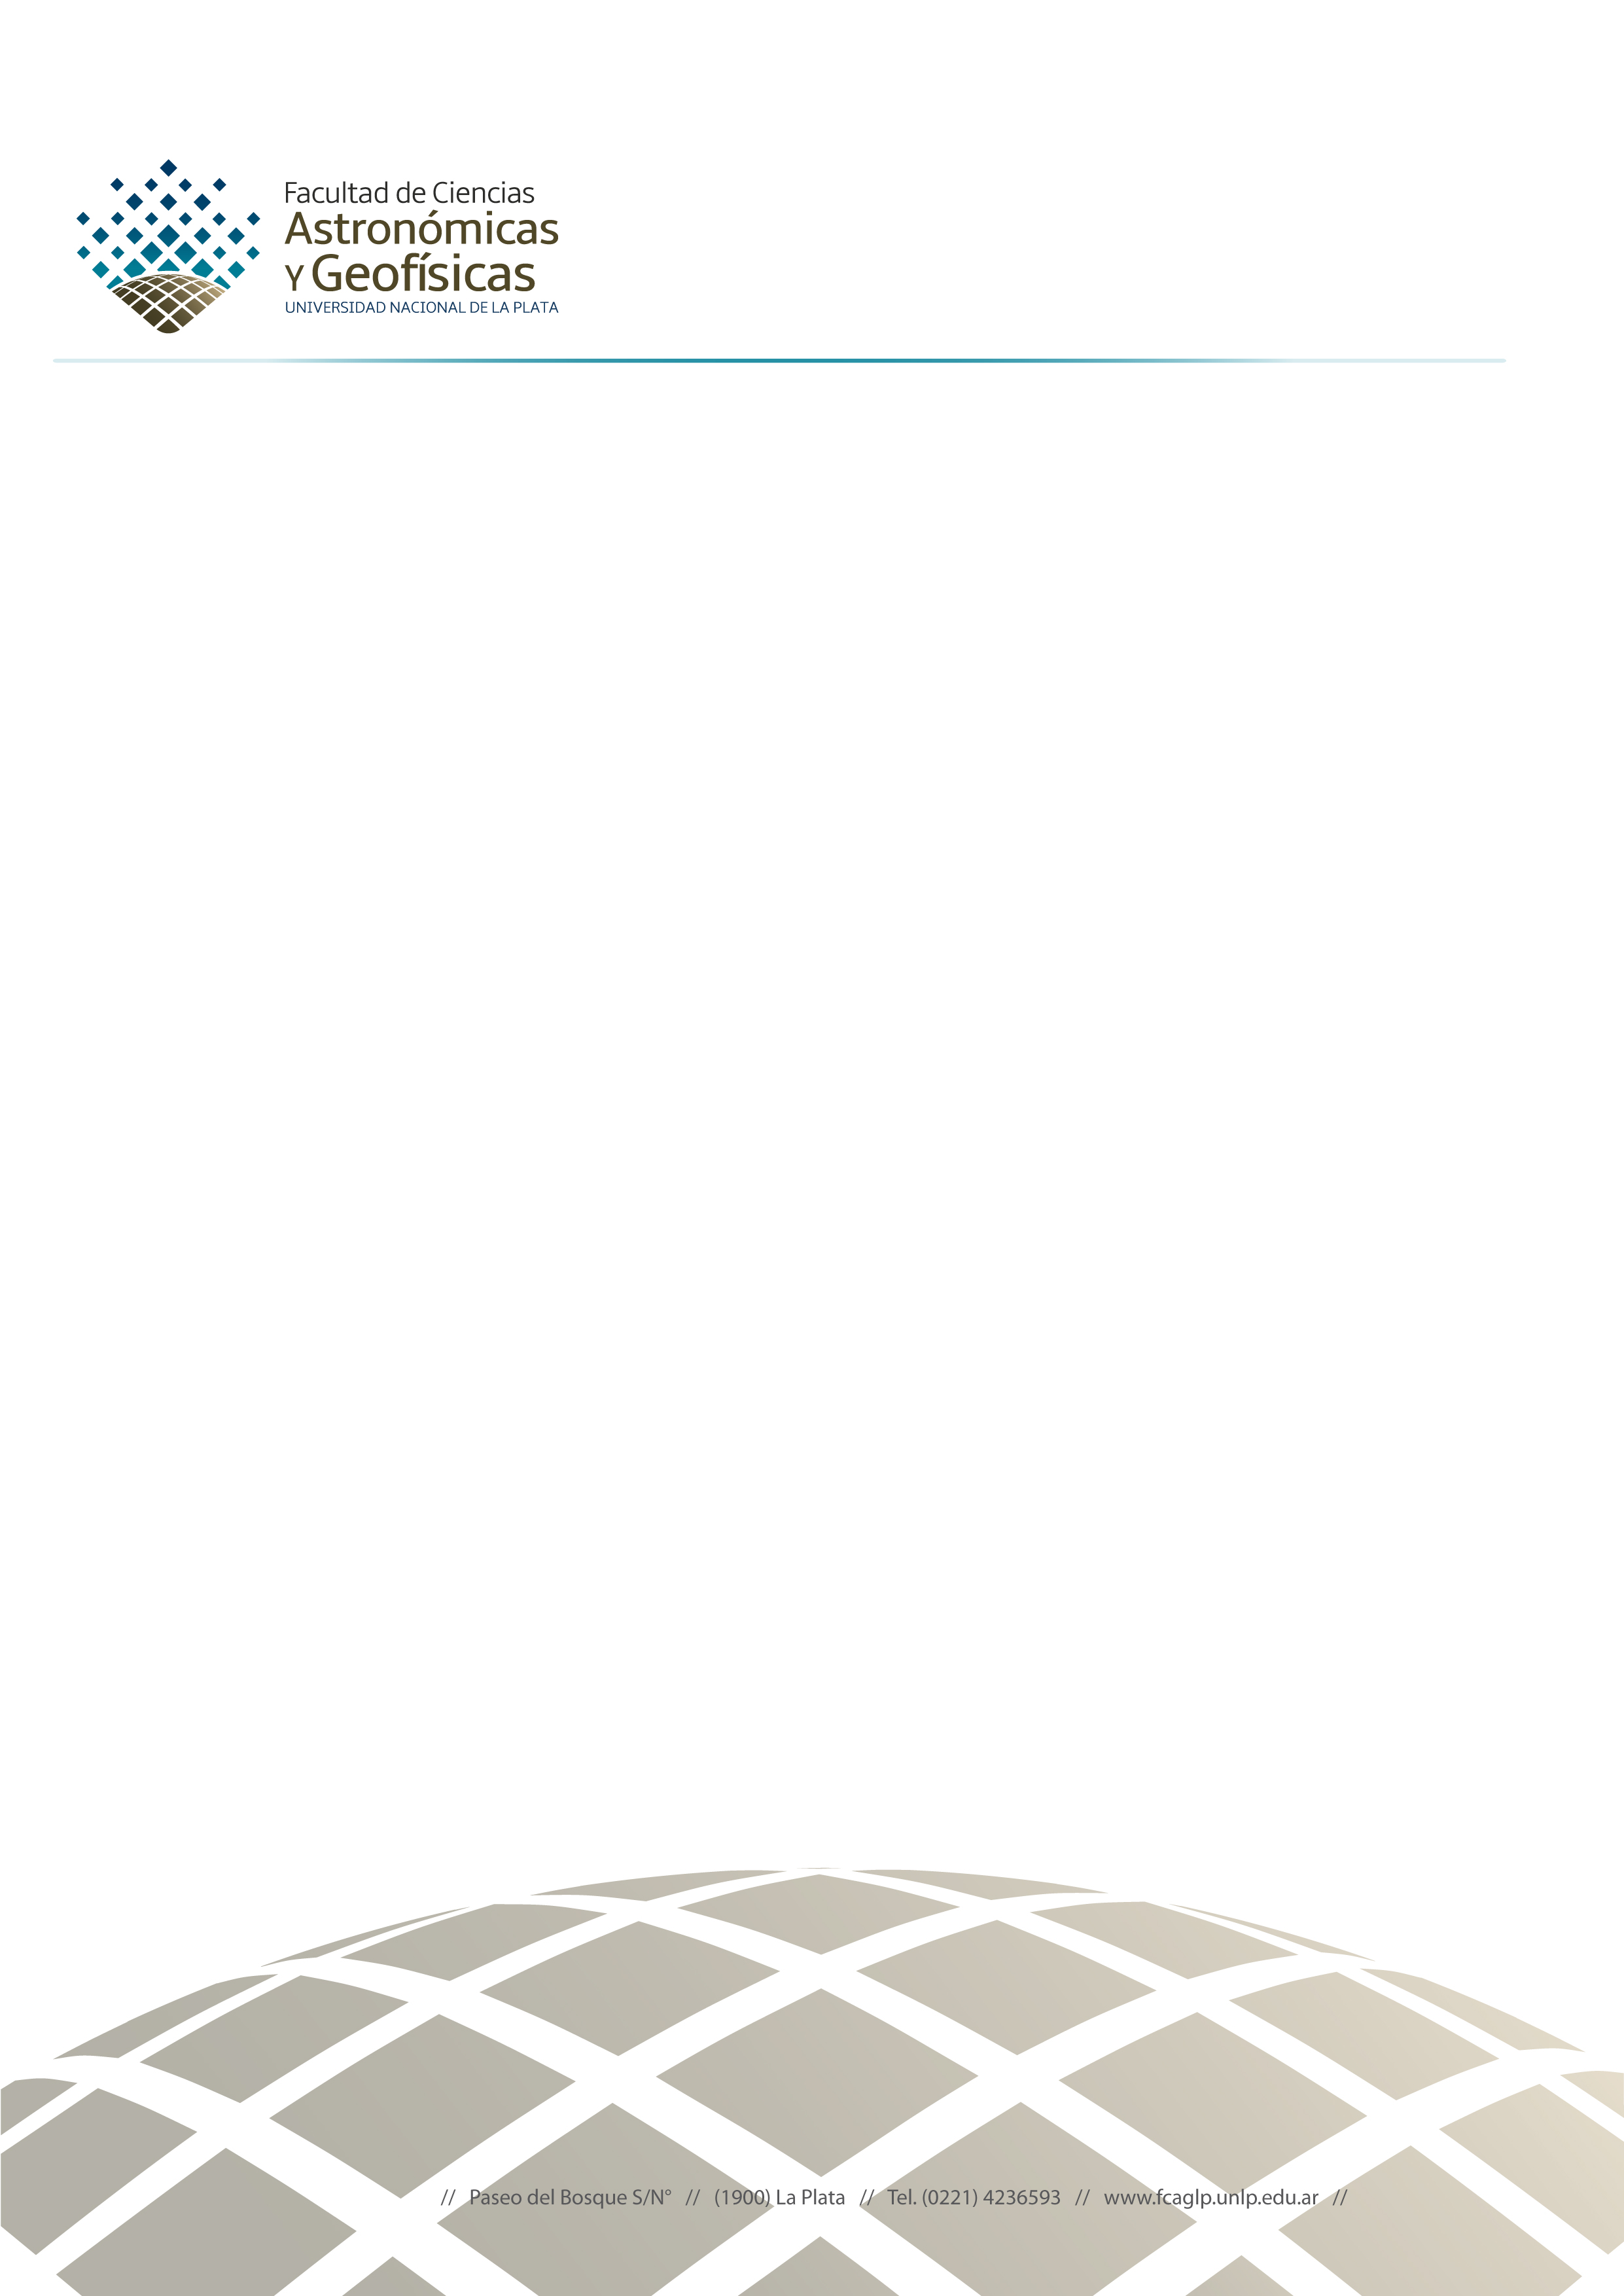 Facultad de Ciencias
Astronómicas
Y Geofísicas
UNIVERSIDAD NACIONAL DE LA PLATA
// Paseo del Bosque S/N° // (1900) La Plata // Tel. (0221) 4236593 // www.fcaglp.unlp.edu.ar //